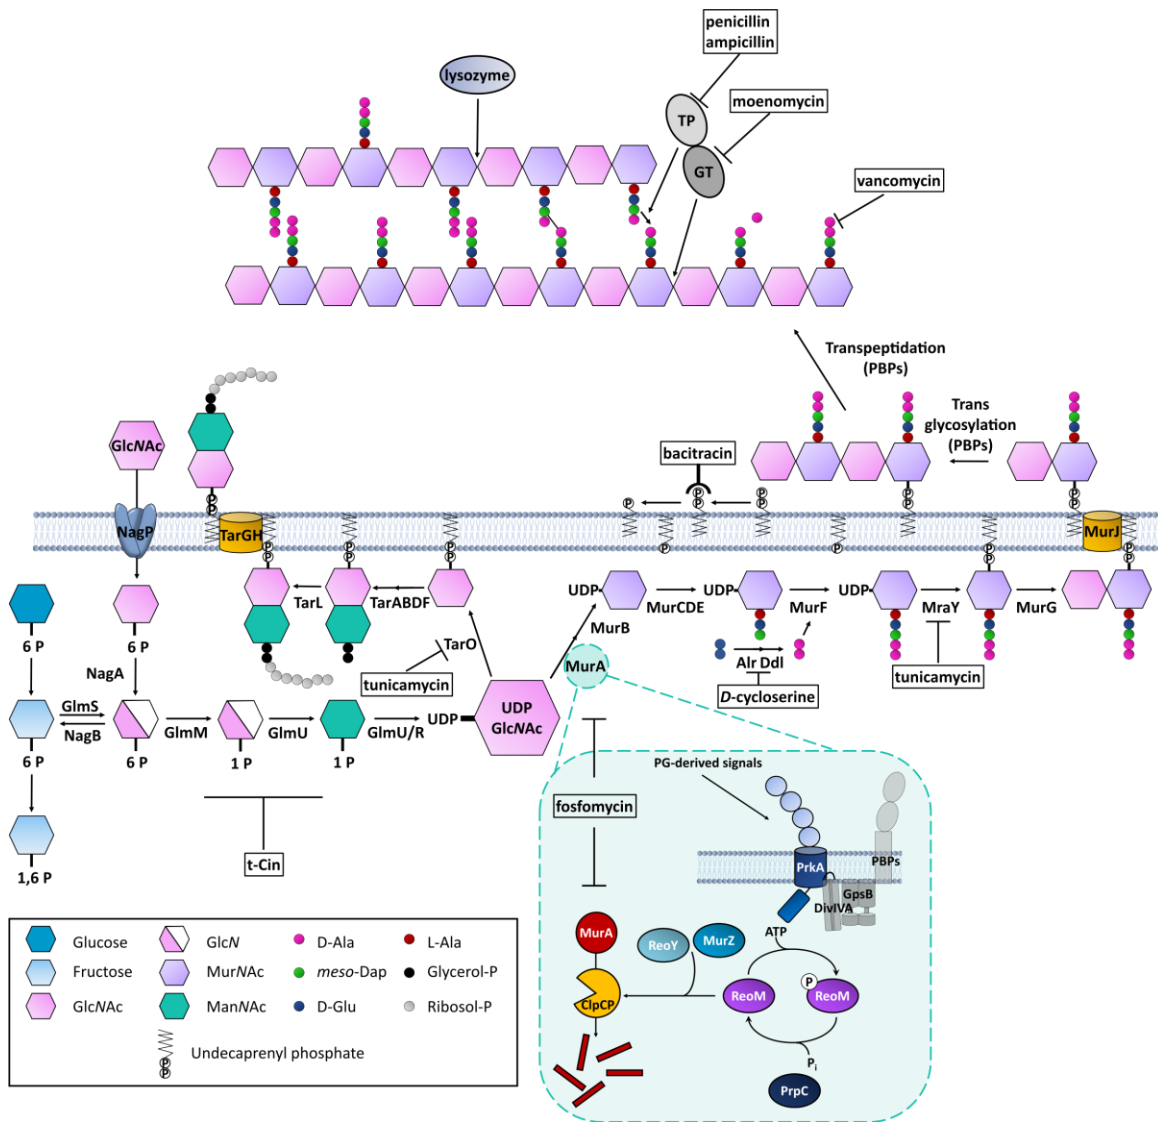 penicillin
ampicillin
lysozyme
moenomycin
TP
GT
vancomycin
Transpeptidation
(PBPs)
Trans
glycosylation
(PBPs)
GlcNAc
bacitracin
P
P
P
P
P
P
P
P
P
P
P
P
P
NagP
TarGH
MurJ
P
P
P
P
P
P
P
P
P
P
P
P
UDP
MurCDE
UDP
MurF
UDP
MraY
MurG
TarL
TarABDF
MurB
6 P
6 P
TarO
Alr Ddl
NagA
MurA
tunicamycin
D-cycloserine
tunicamycin
GlmS
NagB
GlmM
GlmU
GlmU/R
UDP
UDP
GlcNAc
6 P
6 P
1 P
1 P
PG-derived signals
fosfomycin
t-Cin
1,6 P
PrkA
PBPs
GpsB
DivIVA
ATP
MurA
ReoY
MurZ
ClpCP
ReoM
P
ReoM
Pi
PrpC
Glucose
GlcN
D-Ala
L-Ala
Fructose
MurNAc
meso-Dap
Glycerol-P
GlcNAc
ManNAc
D-Glu
Ribosol-P
Undecaprenyl phosphate
P
P